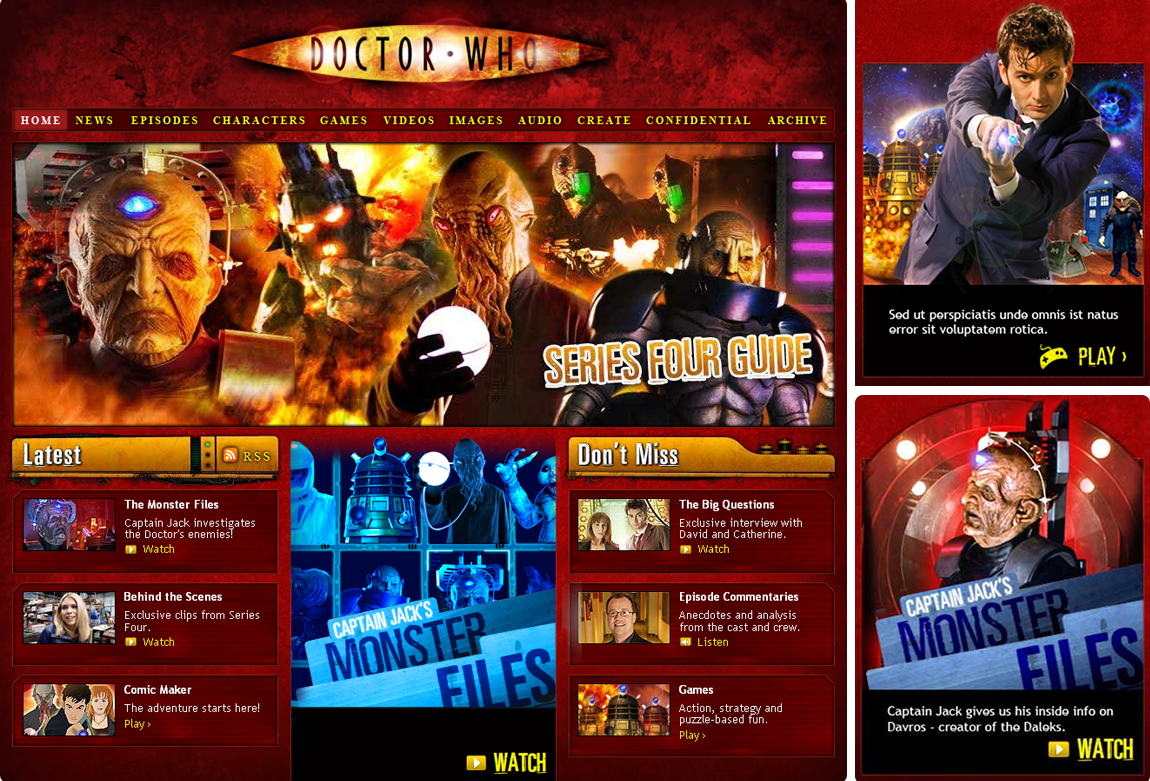 DOCTOR · WHO
HOME NEWS EPISODES CHARACTERS GAMES VIDEOS IMAGES AUDIO CREATE CONFIDENTIAL ARCHIVE
SERIES FOUR GUIDE
Latest
RSS
The Monster Files
Captain Jack investigates
the Doctor's enemies!
Watch
Behind the Scenes
Exclusive clips from Series
Four.
Watch
Comic Maker
The adventure starts here!
Play ›
CAPTAIN JACK'S
MONSTER
FILES
WATCH
Don't Miss
The Big Questions
Exclusive interview with
David and Catherine.
Watch
Episode Commentaries
Anecdotes and analysis
from the cast and crew.
Listen
Games
Action, strategy and
puzzle-based fun.
Play ›
Sed ut perspiciatis unde omnis ist natus
error sit voluptatem rotica.
PLAY ›
CAPTAIN JACK'S
MONSTER
FILES
Captain Jack gives us his inside info on
Davros - creator of the Daleks.
WATCH